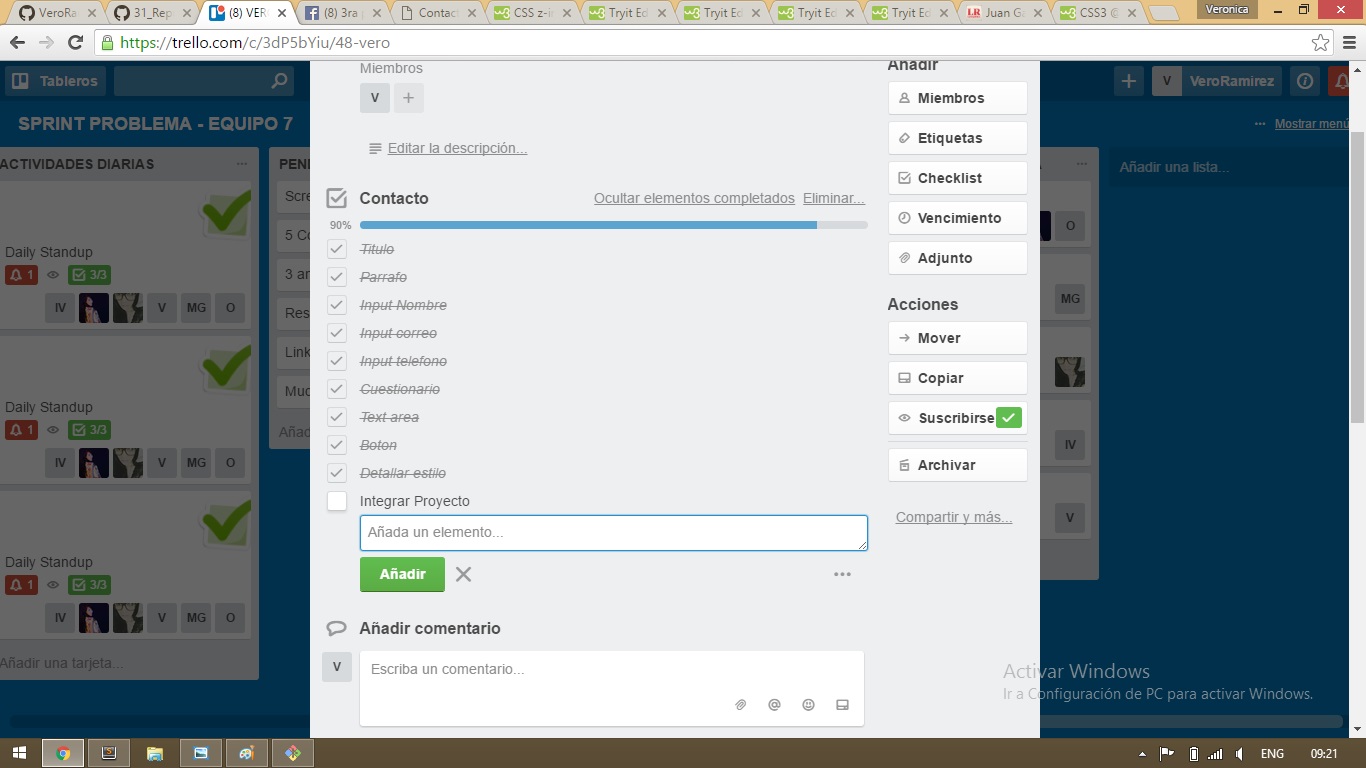 VeroRa
31_Rep
(8) VER
(8) 3ra
Contac
CSS z-i
Tryit Ed
Tryit Ed
Tryit Ed
Tryit Ed
Juan Ga
CSS3 @
Veronica
https://trello.com/c/3dP5bYiu/48-vero
Tableros
V VeroRamirez
SPRINT PROBLEMA - EQUIPO 7
Mostrar menú
ACTIVIDADES DIARIAS
Daily Standup
1 3/3
IV V MG O
Daily Standup
1 3/3
IV V MG O
Daily Standup
1 3/3
IV V MG O
Añadir una tarjeta...
PEN
Scre
5 Co
3 an
Res
Link
Muc
Añad
Miembros
V +
Editar la descripción...
Contacto
Ocultar elementos completados Eliminar...
90%
Titulo
Parrafo
Input Nombre
Input correo
Input telefono
Cuestionario
Text area
Boton
Detallar estilo
Integrar Proyecto
Añada un elemento...
Añadir
Añadir comentario
V
Escriba un comentario...
Añadir
Miembros
Etiquetas
Checklist
Vencimiento
Adjunto
Acciones
Mover
Copiar
Suscribirse
Archivar
Compartir y más...
O
MG
IV
V
Añadir una lista...
Activar Windows
Ir a Configuración de PC para activar Windows.
ENG 09:21